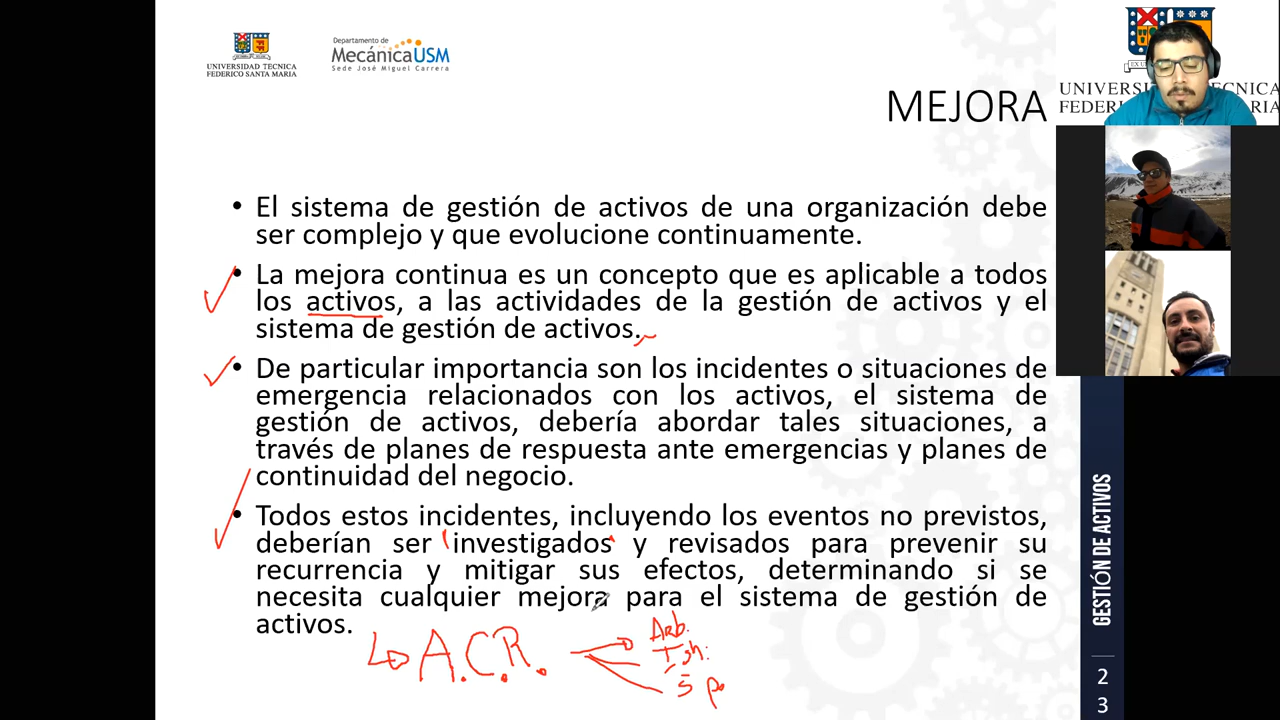 UNIVERSIDAD TECNICA
FEDERICO SANTA MARIA
Departamento de
MecánicaUSM
Sede José Miguel Carrera
MEJORA
• El sistema de gestión de activos de una organización debe
ser complejo y que evolucione continuamente.
• La mejora continua es un concepto que es aplicable a todos
los activos, a las actividades de la gestión de activos y el
sistema de gestión de activos.
• De particular importancia son los incidentes o situaciones de
emergencia relacionados con los activos, el sistema de
gestión de activos, debería abordar tales situaciones, a
través de planes de respuesta ante emergencias y planes de
continuidad del negocio.
• Todos estos incidentes, incluyendo los eventos no previstos,
deberían ser investigados y revisados para prevenir su
recurrencia y mitigar sus efectos, determinando si se
necesita cualquier mejora para el sistema de gestión de
activos.
A.C.R.
Arb.
5 p.
GESTIÓN DE ACTIVOS
2
3